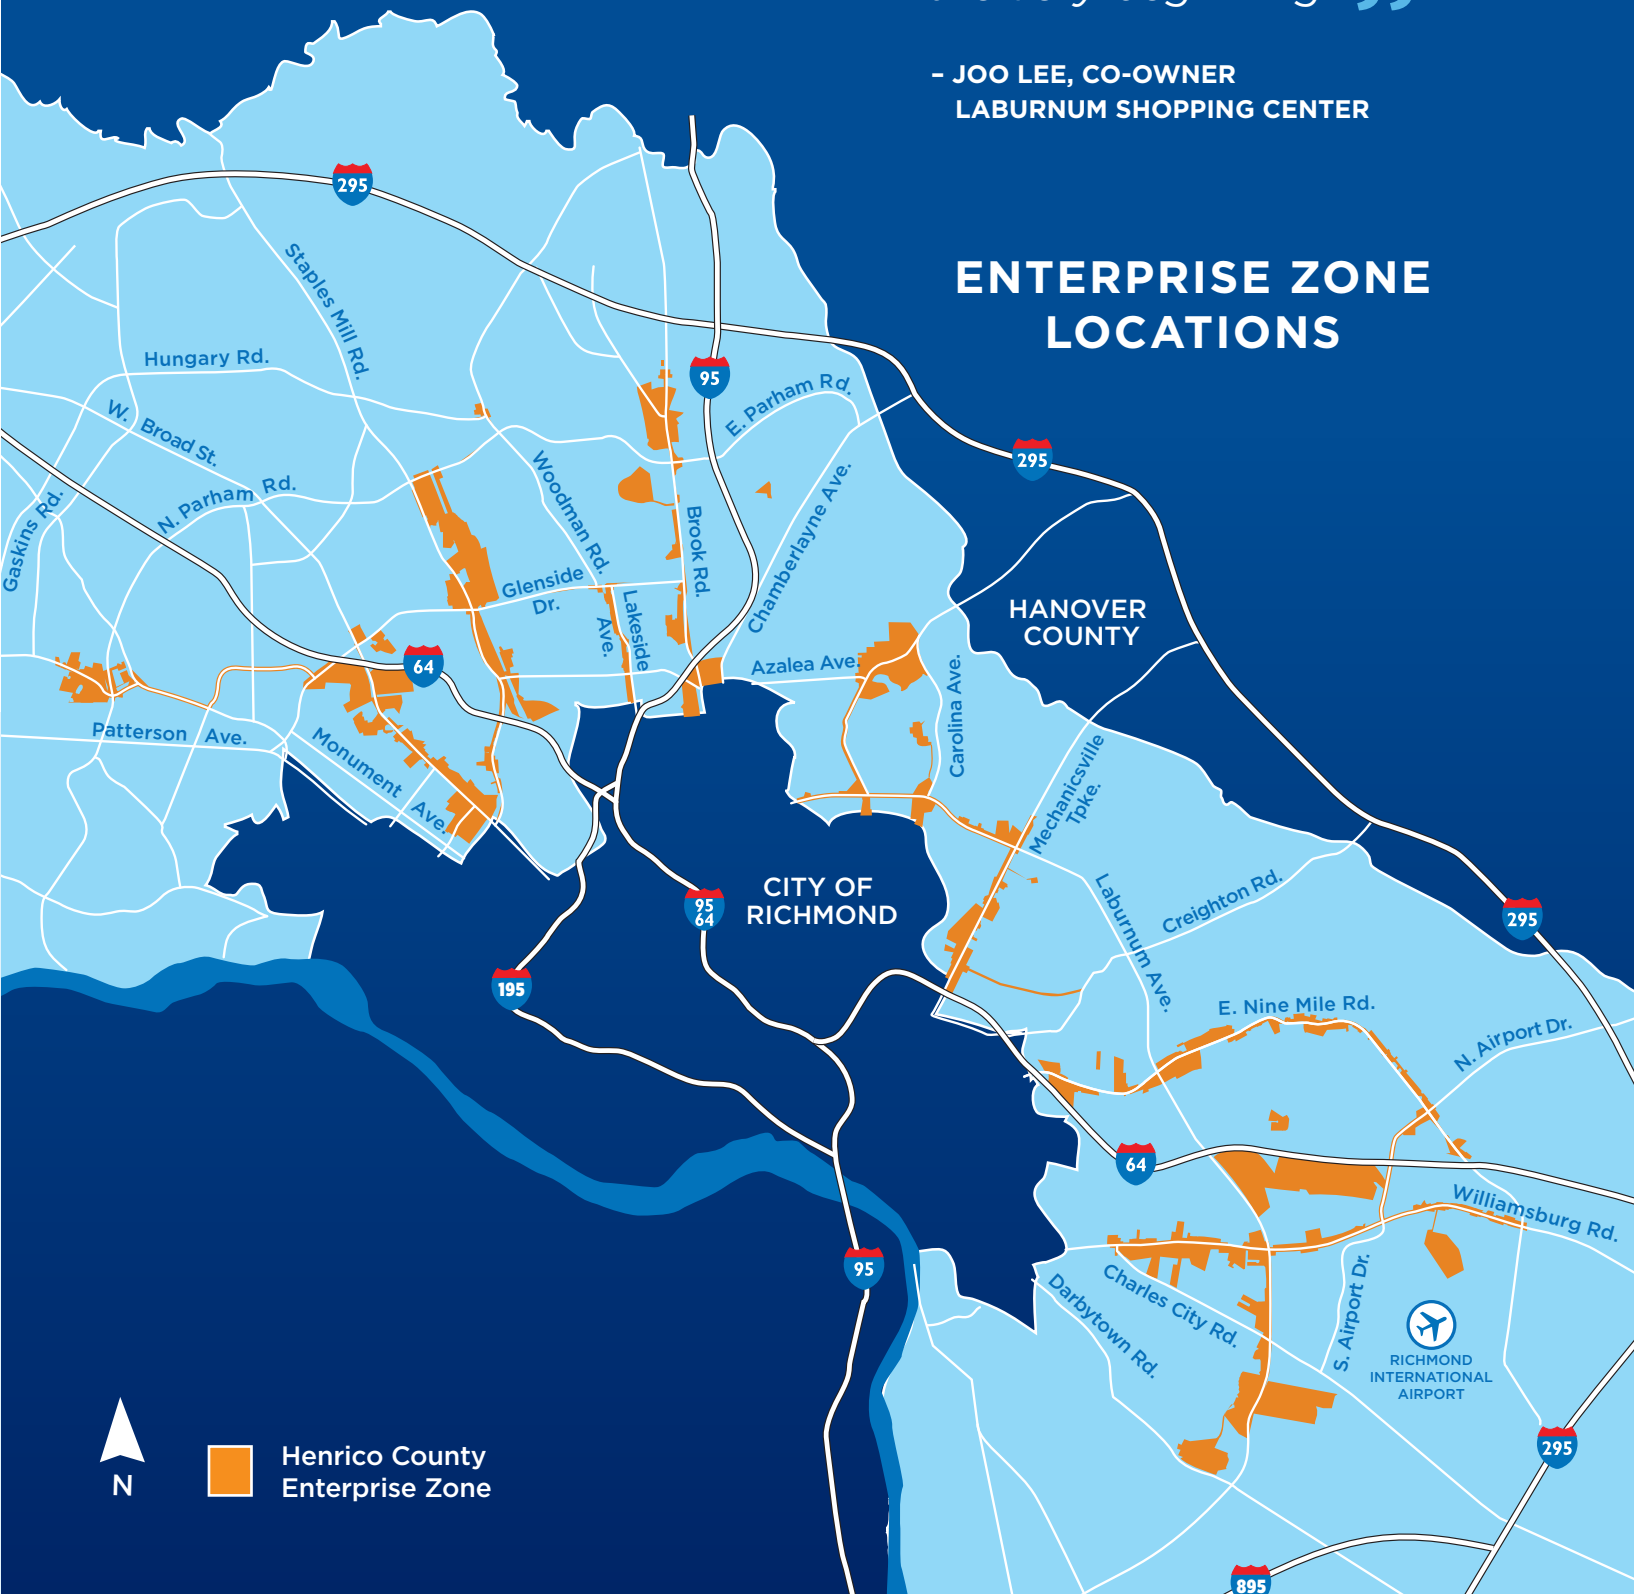 – JOO LEE, CO-OWNER
LABURNUM SHOPPING CENTER
ENTERPRISE ZONE
LOCATIONS
295
Staples Mill Rd.
Hungary Rd.
95
E. Parham Rd.
W. Broad St.
295
N. Parham Rd.
Gaskins Rd.
Woodman Rd.
Brook Rd.
Chamberlayne Ave.
Glenside
Dr.
Lakeside
Ave.
HANOVER
COUNTY
64
Azalea Ave.
Carolina Ave.
Patterson Ave.
Monument Ave.
Mechanicsville
Tpke.
CITY OF
RICHMOND
95
64
Laburnum Ave.
Creighton Rd.
295
195
E. Nine Mile Rd.
N. Airport Dr.
64
Williamsburg Rd.
95
Charles City Rd.
Darbytown Rd.
S. Airport Dr.
RICHMOND
INTERNATIONAL
AIRPORT
295
N
Henrico County
Enterprise Zone
895